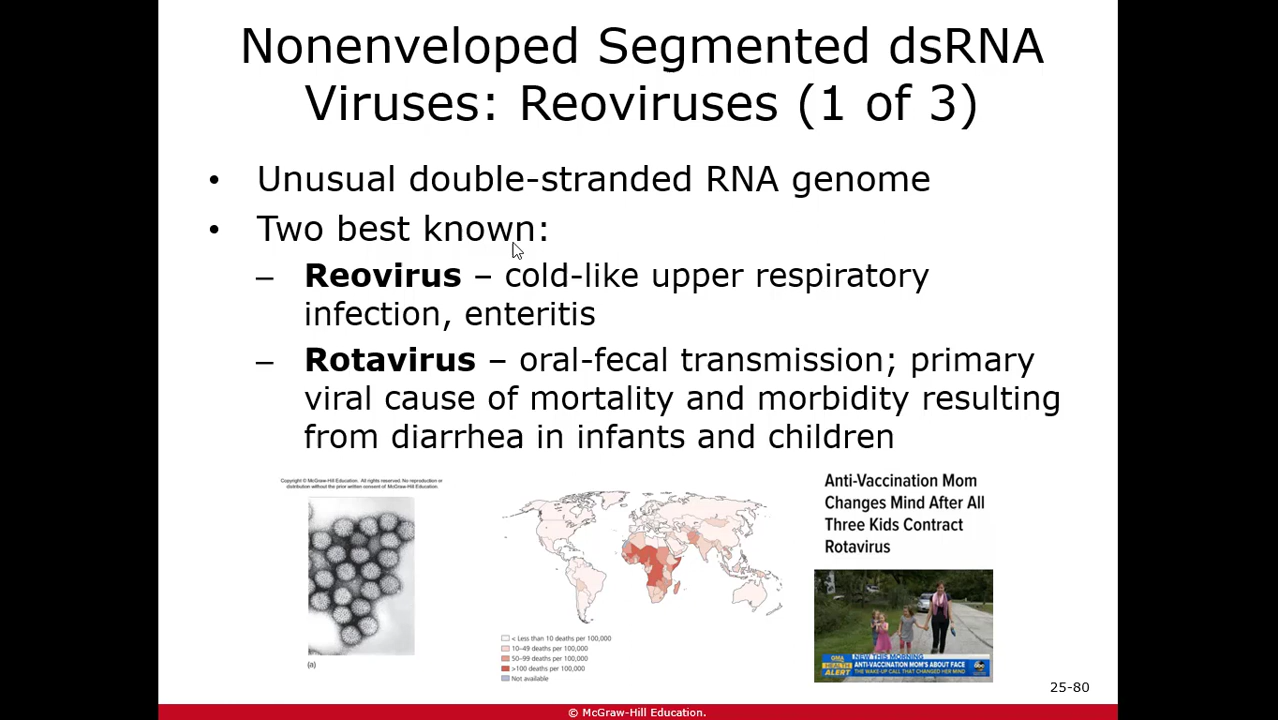 Nonenveloped Segmented dsRNA
Viruses: Reoviruses (1 of 3)
• Unusual double-stranded RNA genome
• Two best known:
– Reovirus – cold-like upper respiratory
infection, enteritis
– Rotavirus – oral-fecal transmission; primary
viral cause of mortality and morbidity resulting
from diarrhea in infants and children
Copyright © McGraw-Hill Education. All rights reserved. No reproduction or
distribution without the prior written consent of McGraw-Hill Education.
(a)
< Less than 10 deaths per 100,000
10–49 deaths per 100,000
50–99 deaths per 100,000
>100 deaths per 100,000
Not available
Anti-Vaccination Mom
Changes Mind After All
Three Kids Contract
Rotavirus
GMA
HEALTH
ALERT
NEW THIS MORNING
ANTI-VACCINATION MOM'S ABOUT FACE
THE WAKE-UP CALL THAT CHANGED HER MIND
abc
25-80
© McGraw-Hill Education.